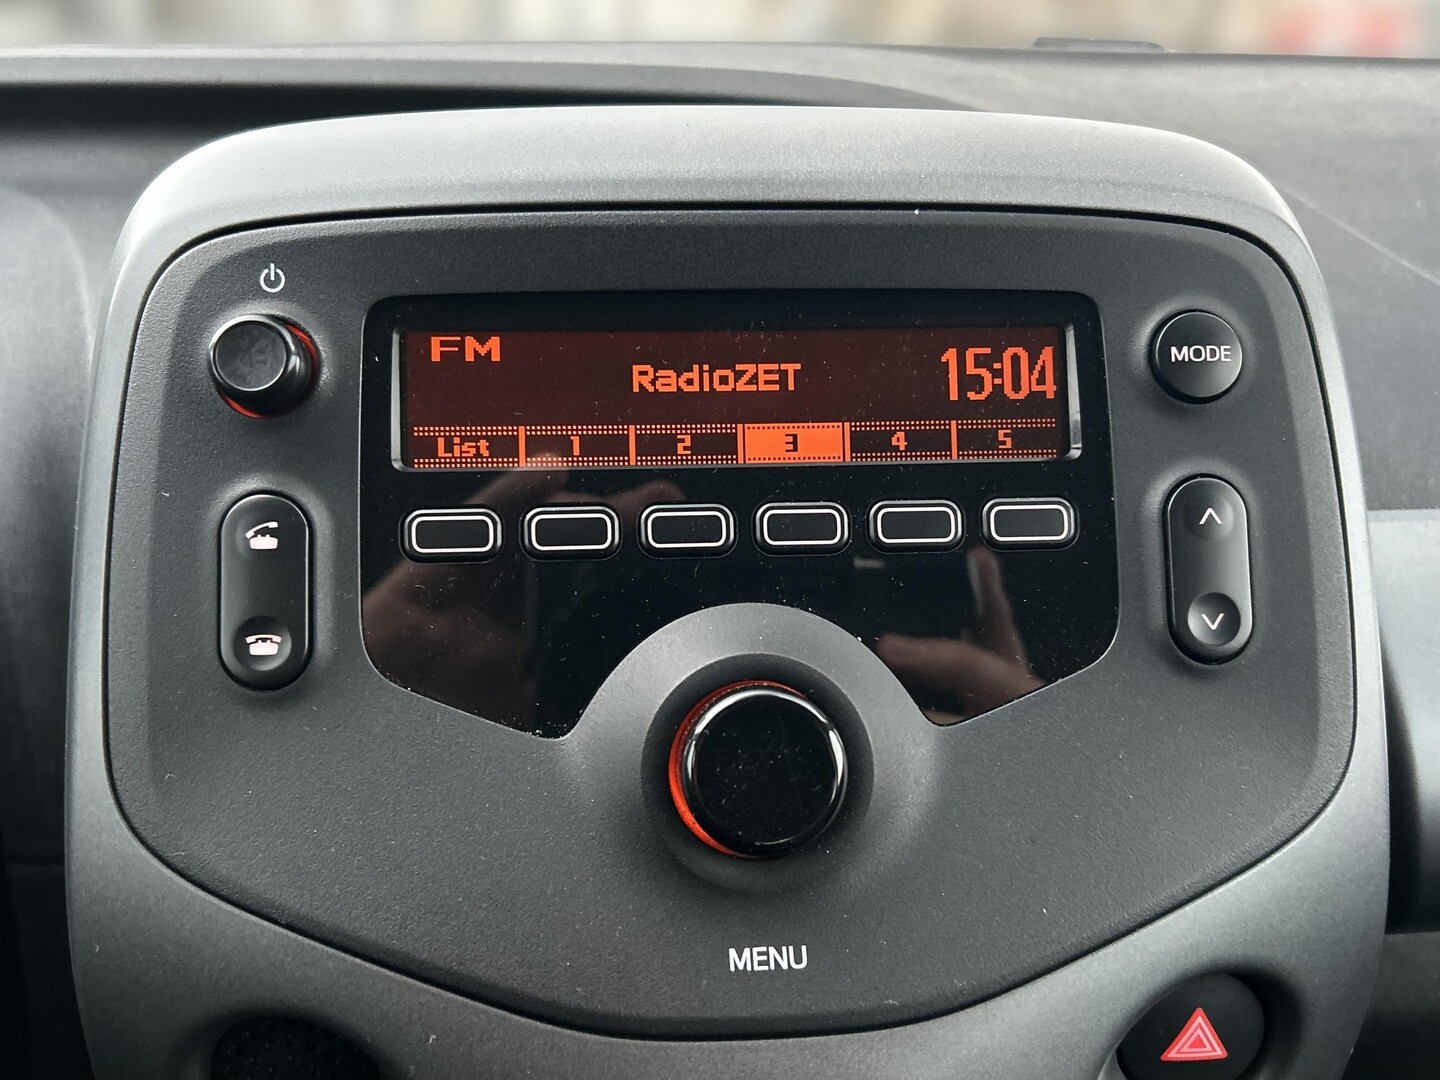 FM
RadioZET
15:04
List 1 2 3 4 5
MODE
MENU